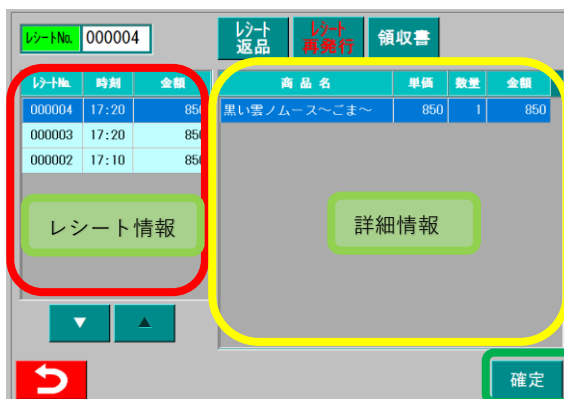 レシートNo. 000004
レシート返品
レシート再発行
領収書
レシートNo. 時刻 金額
000004 17:20 850
000003 17:20 850
000002 17:10 850
レシート情報
▼ ▲
商品名 単価 数量 金額
黒い雲ノムース～ごま～ 850 1 850
詳細情報
確定